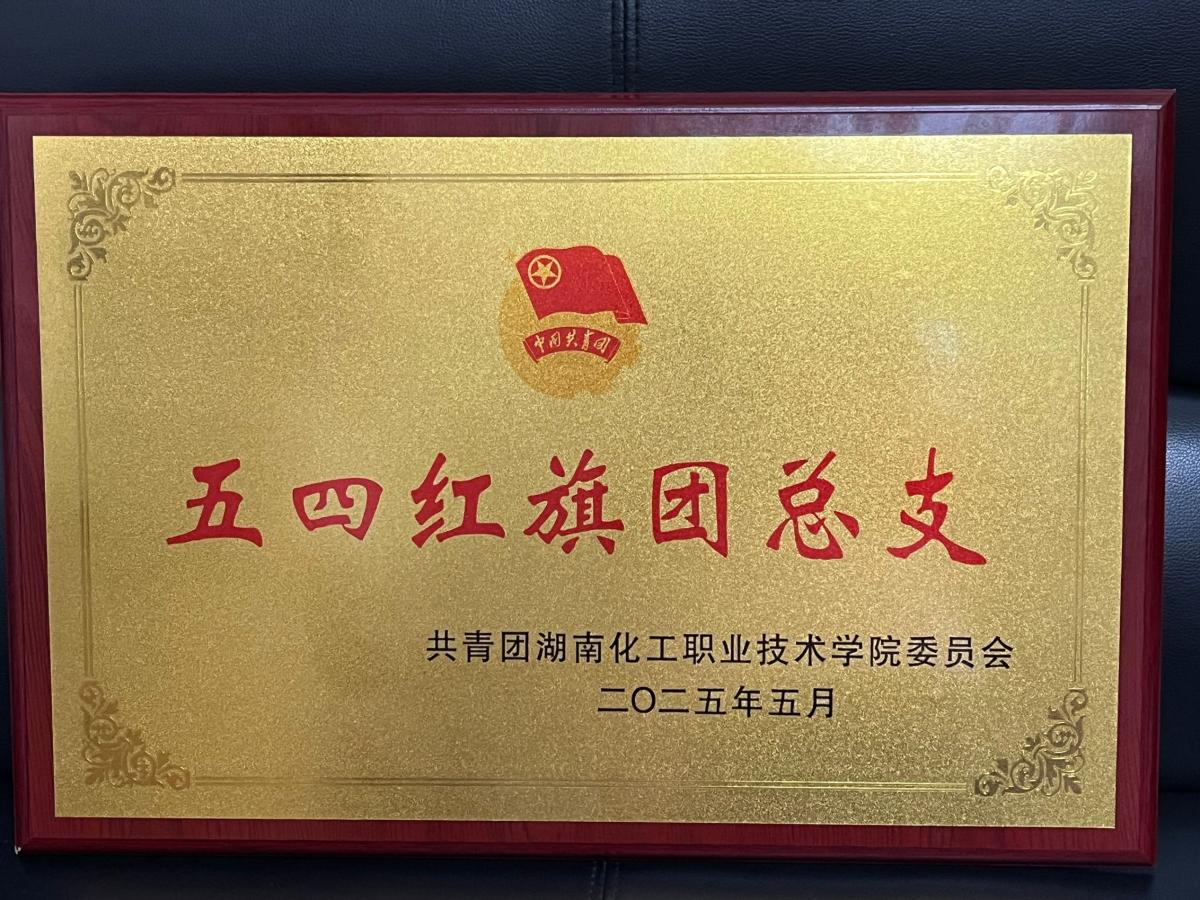 中国共青团
五四红旗团总支
共青团湖南化工职业技术学院委员会
二〇二五年五月